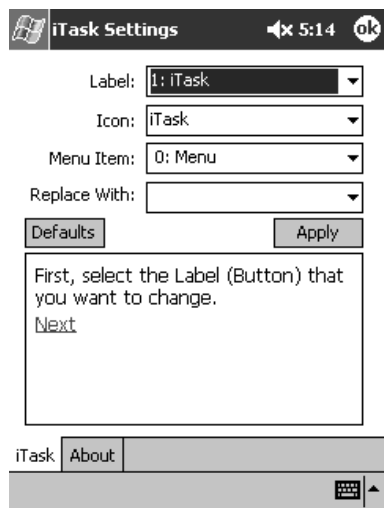 iTask Settings 5:14 ok
Label: 1: iTask
Icon: iTask
Menu Item: 0: Menu
Replace With:
Defaults Apply
First, select the Label (Button) that
you want to change.
Next
iTask About